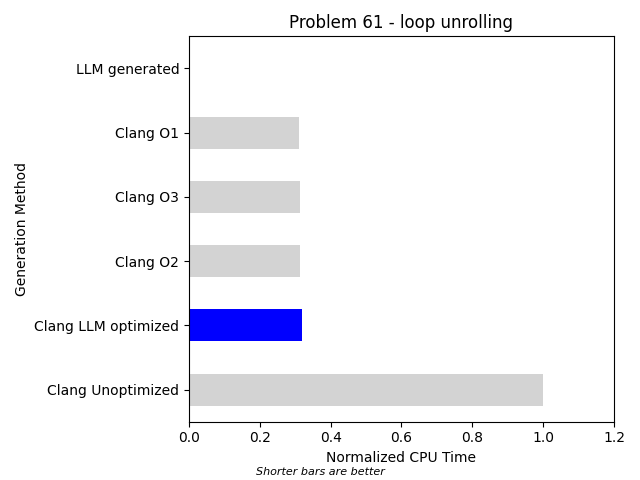 Problem 61 - loop unrolling
LLM generated
Clang O1
Clang O3
Clang O2
Clang LLM optimized
Clang Unoptimized
Generation Method
0.0 0.2 0.4 0.6 0.8 1.0 1.2
Normalized CPU Time
Shorter bars are better